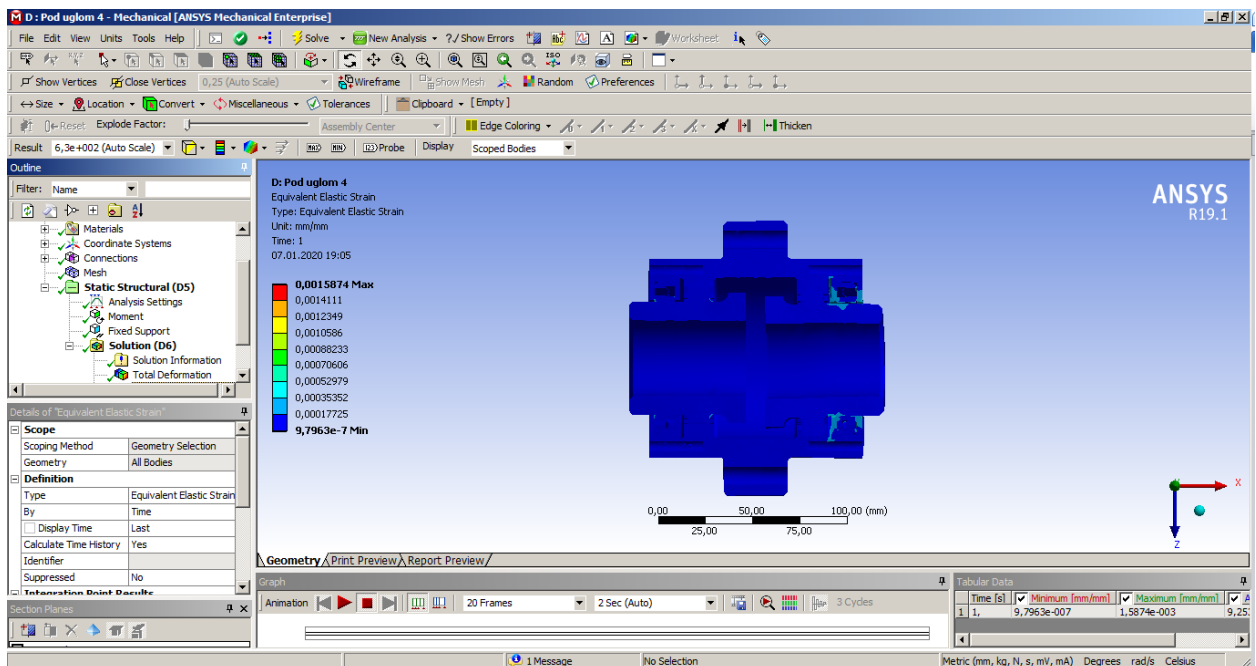 D : Pod uglom 4 - Mechanical [ANSYS Mechanical Enterprise]
File Edit View Units Tools Help Solve New Analysis ?/ Show Errors Worksheet
Show Vertices Close Vertices 0,25 (Auto Scale) Wireframe Show Mesh Random Preferences
Size Location Convert Miscellaneous Tolerances Clipboard [Empty]
Reset Explode Factor: Assembly Center Edge Coloring Thicken
Result 6,3e+002 (Auto Scale) MAX MIN Probe Display Scoped Bodies
Outline
Filter: Name
Materials
Coordinate Systems
Connections
Mesh
Static Structural (D5)
Analysis Settings
Moment
Fixed Support
Solution (D6)
Solution Information
Total Deformation
Details of "Equivalent Elastic Strain"
Scope
Scoping Method Geometry Selection
Geometry All Bodies
Definition
Type Equivalent Elastic Strain
By Time
Display Time Last
Calculate Time History Yes
Identifier
Suppressed No
Integration Point Results
Section Planes
D: Pod uglom 4
Equivalent Elastic Strain
Type: Equivalent Elastic Strain
Unit: mm/mm
Time: 1
07.01.2020 19:05
0,0015874 Max
0,0014111
0,0012349
0,0010586
0,00088233
0,00070606
0,00052979
0,00035352
0,00017725
9,7963e-7 Min
ANSYS
R19.1
0,00 50,00 100,00 (mm)
25,00 75,00
X
Z
Geometry Print Preview Report Preview
Graph
Animation 20 Frames 2 Sec (Auto) 3 Cycles
Tabular Data
Time [s] Minimum [mm/mm] Maximum [mm/mm] A
1 1, 9,7963e-007 1,5874e-003 9,25
1 Message No Selection Metric (mm, kg, N, s, mV, mA) Degrees rad/s Celsius